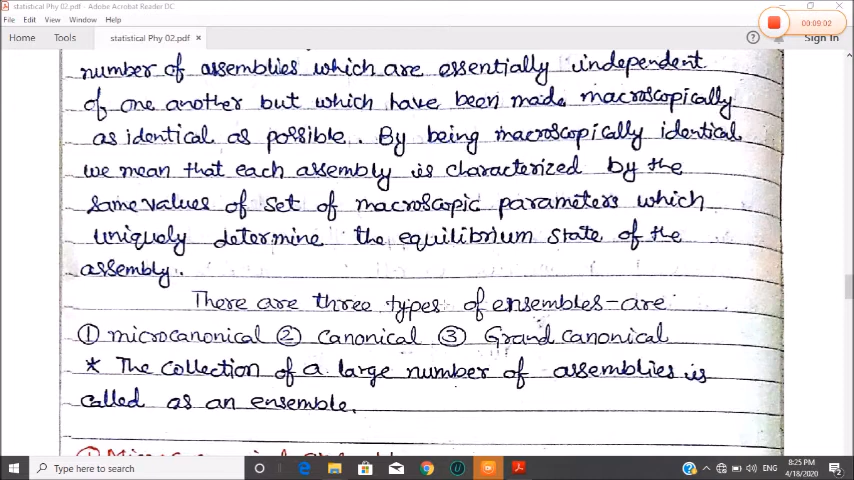 statistical Phy 02.pdf - Adobe Acrobat Reader DC
File Edit View Window Help
00:09:02
Home Tools statistical Phy 02.pdf × Sign In
number of assemblies which are essentially independent
of one another but which have been made macroscopically
as identical as possible. By being macroscopically identical
we mean that each assembly is characterized by the
same values of set of macroscopic parameters which
uniquely determine the equilibrium state of the
assembly.
There are three types of ensembles-are
① microcanonical ② canonical ③ Grand canonical
* The collection of a large number of assemblies is
called as an ensemble.
Type here to search
ENG
8:25 PM
4/18/2020
2